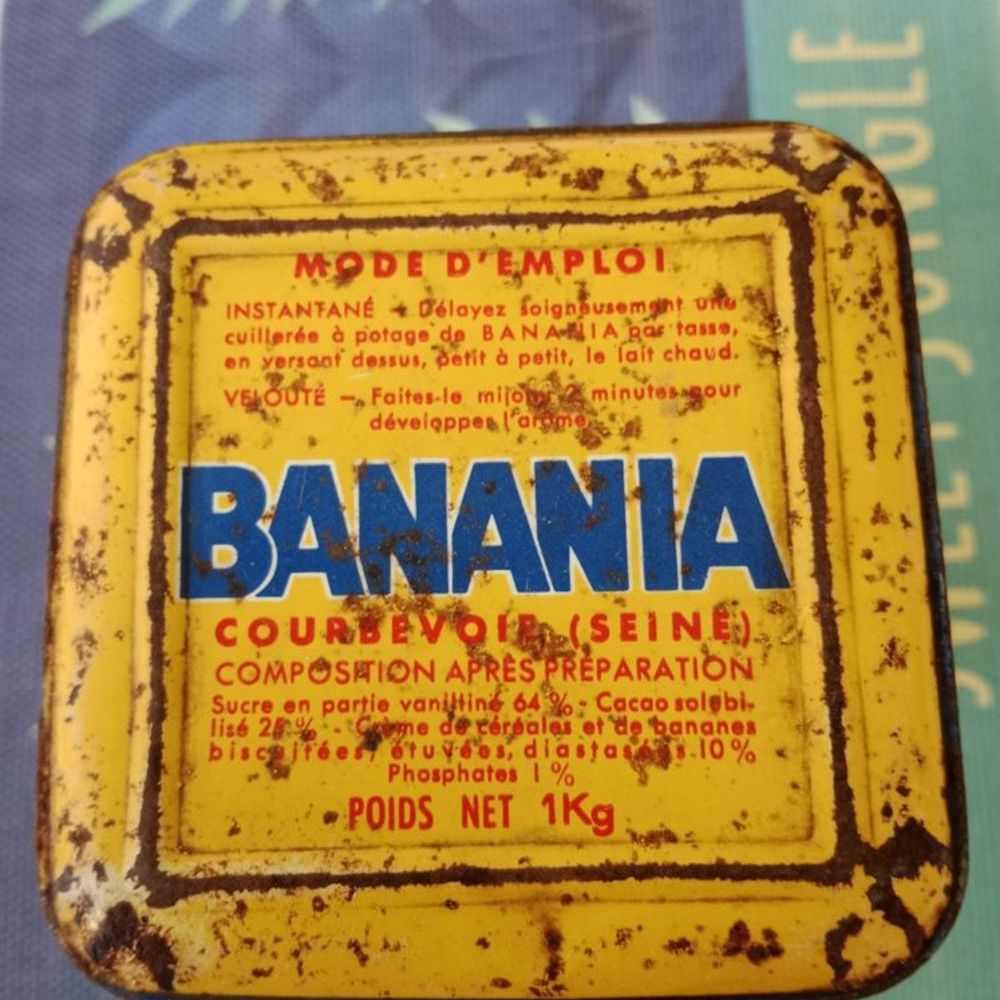 MODE D'EMPLOI
INSTANTANÉ - Délayez soigneusement une
cuillerée à potage de BANANIA par tasse,
en versant dessus, petit à petit, le lait chaud.
VELOUTÉ - Faites-le mijoter 2 minutes pour
développer l'arome
BANANIA
COURBEVOIE (SEINE)
COMPOSITION APRÈS PRÉPARATION
Sucre en partie vanilliné 64 % - Cacao solubi-
lisé 25 % - Crème de céréales et de bananes
biscuitées, étuvées, diastasées 10 %
Phosphates 1 %
POIDS NET 1Kg
SWEET JUNGLE